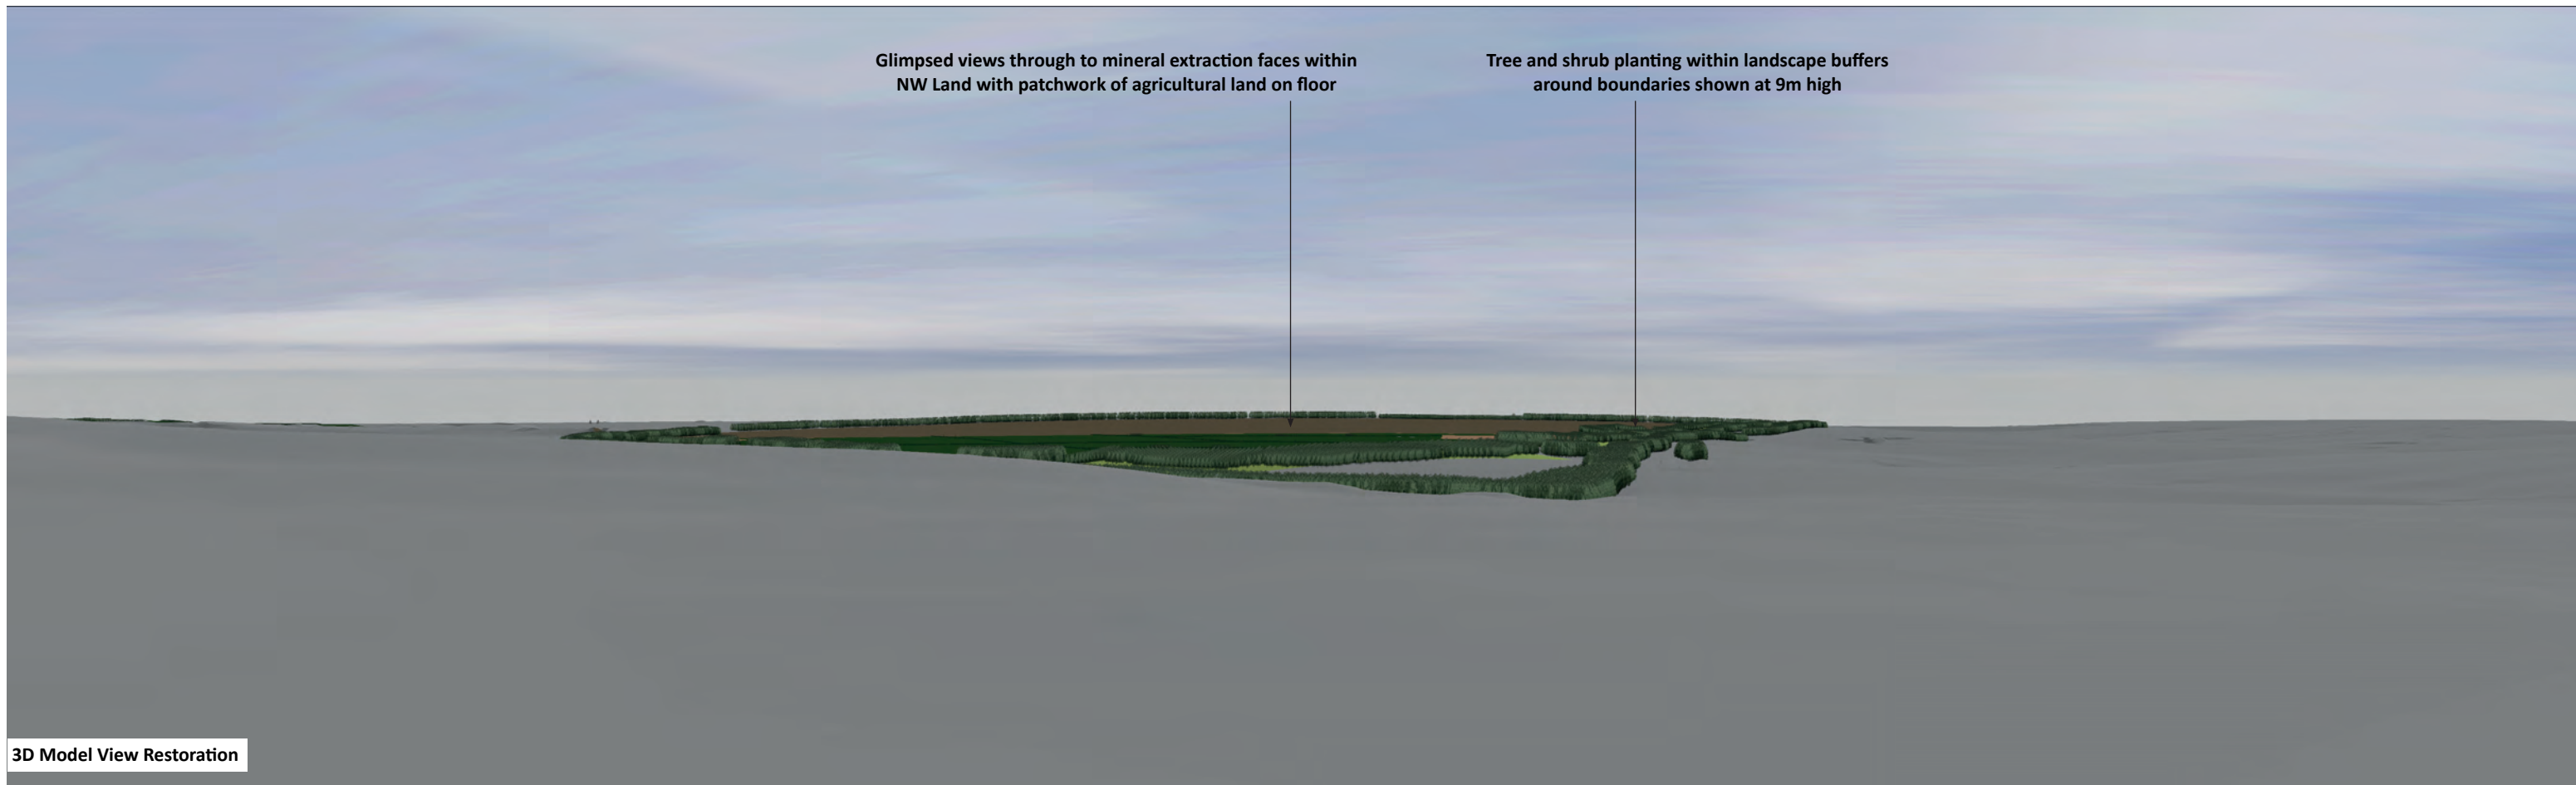 Glimpsed views through to mineral extraction faces within
NW Land with patchwork of agricultural land on floor
Tree and shrub planting within landscape buffers
around boundaries shown at 9m high
3D Model View Restoration